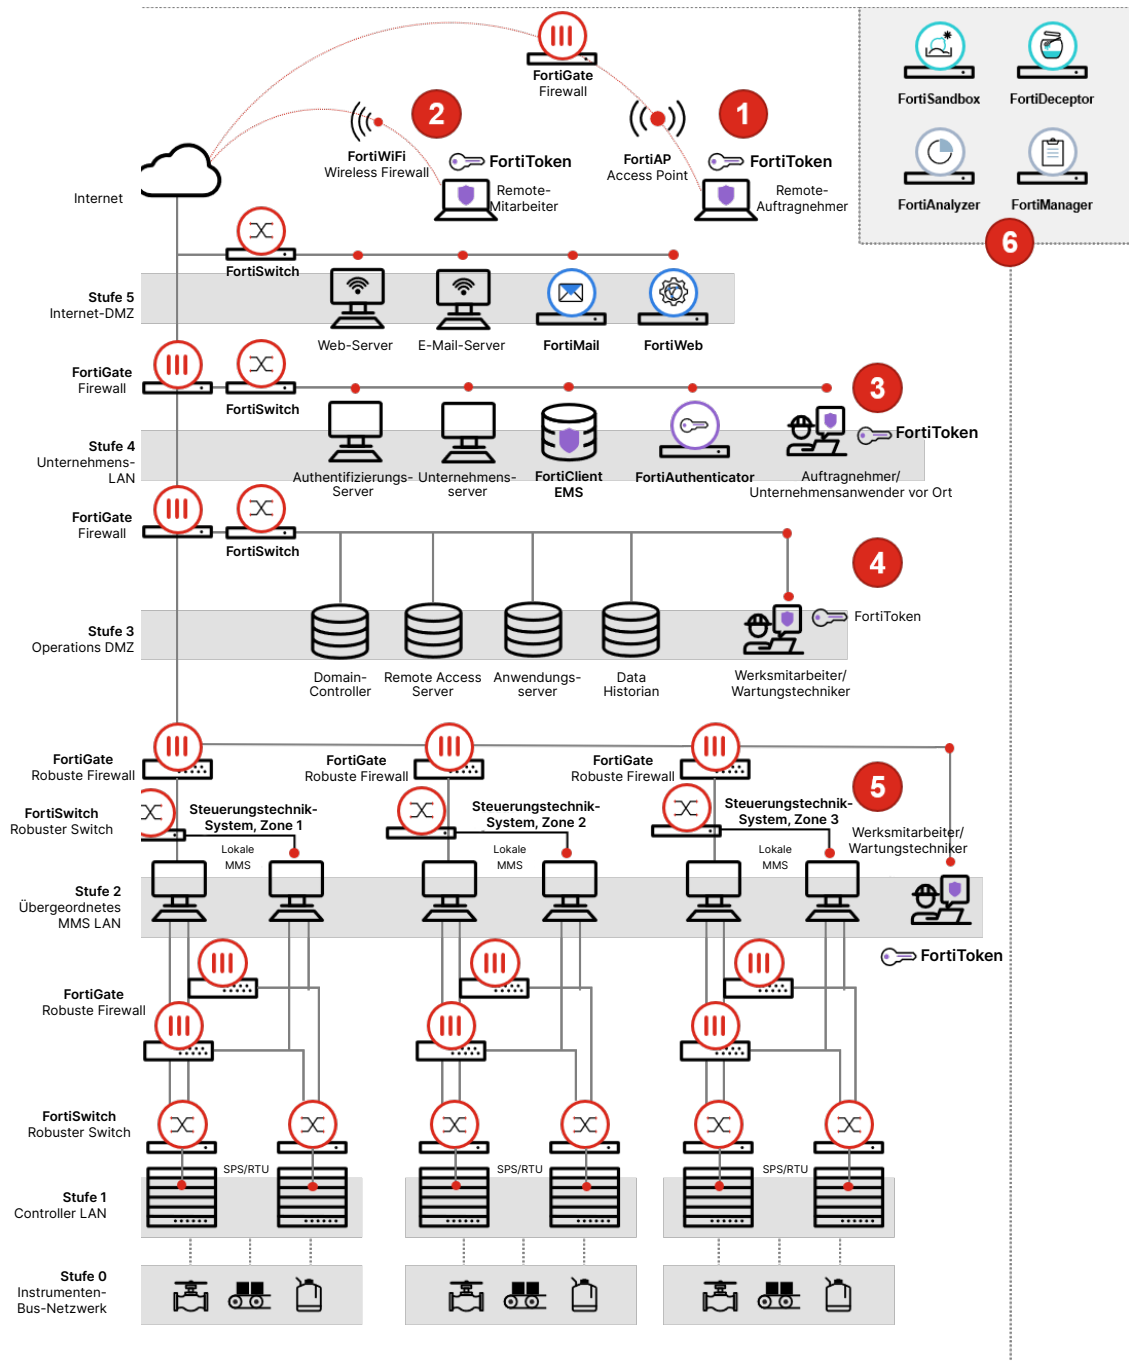 FortiGate
Firewall
FortiSandbox
FortiDeceptor
2
1
FortiWiFi
Wireless Firewall
FortiToken
FortiAP
Access Point
FortiToken
FortiAnalyzer
FortiManager
Internet
Remote-
Mitarbeiter
Remote-
Auftragnehmer
6
FortiSwitch
Stufe 5
Internet-DMZ
Web-Server
E-Mail-Server
FortiMail
FortiWeb
FortiGate
Firewall
FortiSwitch
3
FortiToken
Stufe 4
Unternehmens-
LAN
Authentifizierungs-
Server
Unternehmens-
server
FortiClient
EMS
FortiAuthenticator
Auftragnehmer/
Unternehmensanwender vor Ort
FortiGate
Firewall
FortiSwitch
4
FortiToken
Stufe 3
Operations DMZ
Domain-
Controller
Remote Access
Server
Anwendungs-
server
Data
Historian
Werksmitarbeiter/
Wartungstechniker
FortiGate
Robuste Firewall
FortiGate
Robuste Firewall
FortiGate
Robuste Firewall
5
FortiSwitch
Robuster Switch
Steuerungstechnik-
System, Zone 1
Steuerungstechnik-
System, Zone 2
Steuerungstechnik-
System, Zone 3
Werksmitarbeiter/
Wartungstechniker
Lokale
MMS
Lokale
MMS
Lokale
MMS
Stufe 2
Übergeordnetes
MMS LAN
FortiToken
FortiGate
Robuste Firewall
FortiSwitch
Robuster Switch
SPS/RTU
SPS/RTU
SPS/RTU
Stufe 1
Controller LAN
Stufe 0
Instrumenten-
Bus-Netzwerk